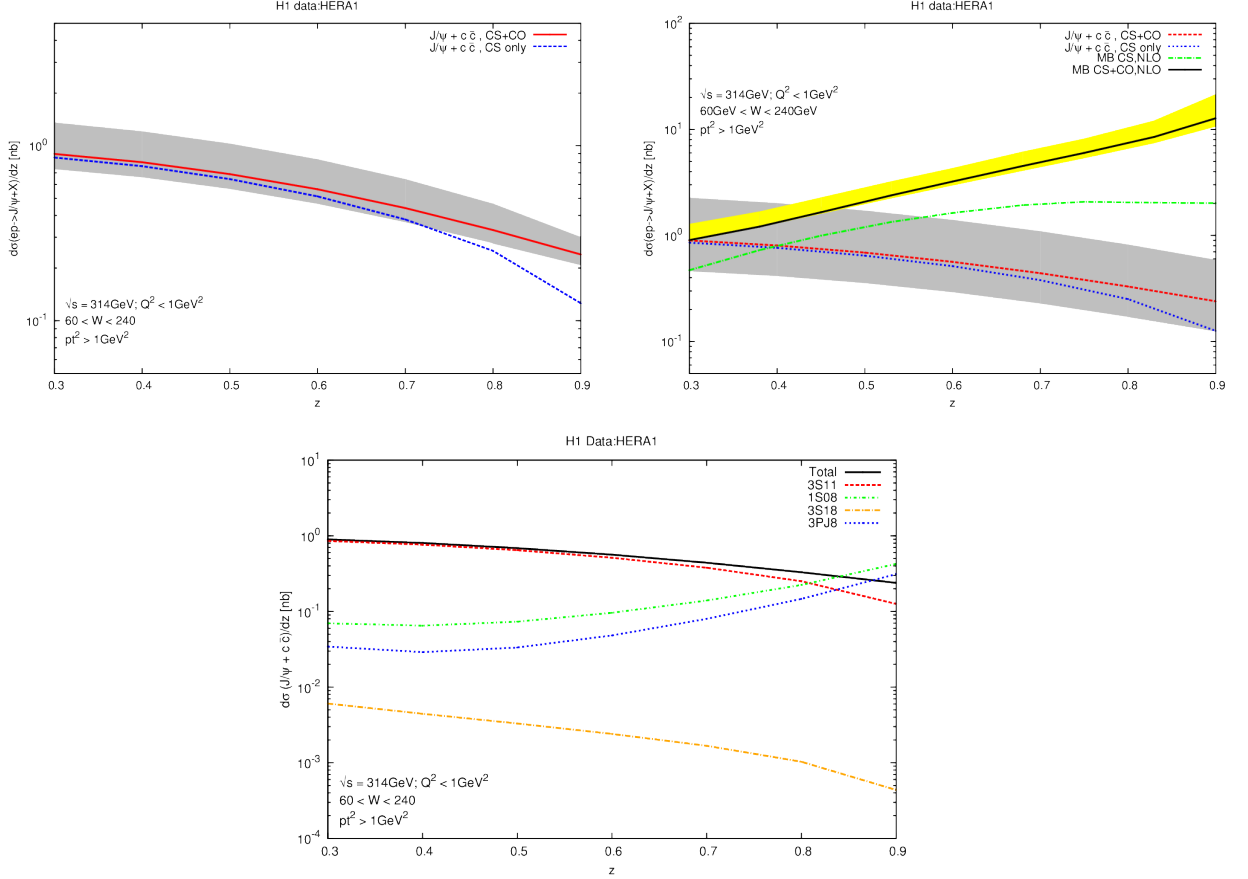 H1 data:HERA1
J/ψ + c c̄ , CS+CO
J/ψ + c c̄ , CS only
dσ(ep->J/ψ+X)/dz [nb]
10⁰
10⁻¹
√s = 314GeV; Q² < 1GeV²
60 < W < 240
pt² > 1GeV²
0.3 0.4 0.5 0.6 0.7 0.8 0.9
z
H1 data:HERA1
J/ψ + c c̄ , CS+CO
J/ψ + c c̄ , CS only
MB CS,NLO
MB CS+CO,NLO
√s = 314GeV; Q² < 1GeV²
60GeV < W < 240GeV
pt² > 1GeV²
dσ(ep->J/ψ+X)/dz [nb]
10²
10¹
10⁰
10⁻¹
0.3 0.4 0.5 0.6 0.7 0.8 0.9
z
H1 Data:HERA1
Total
3S11
1S08
3S18
3PJ8
dσ (J/ψ + c c̄)/dz [nb]
10¹
10⁰
10⁻¹
10⁻²
10⁻³
10⁻⁴
√s = 314GeV; Q² < 1GeV²
60 < W < 240
pt² > 1GeV²
0.3 0.4 0.5 0.6 0.7 0.8 0.9
z